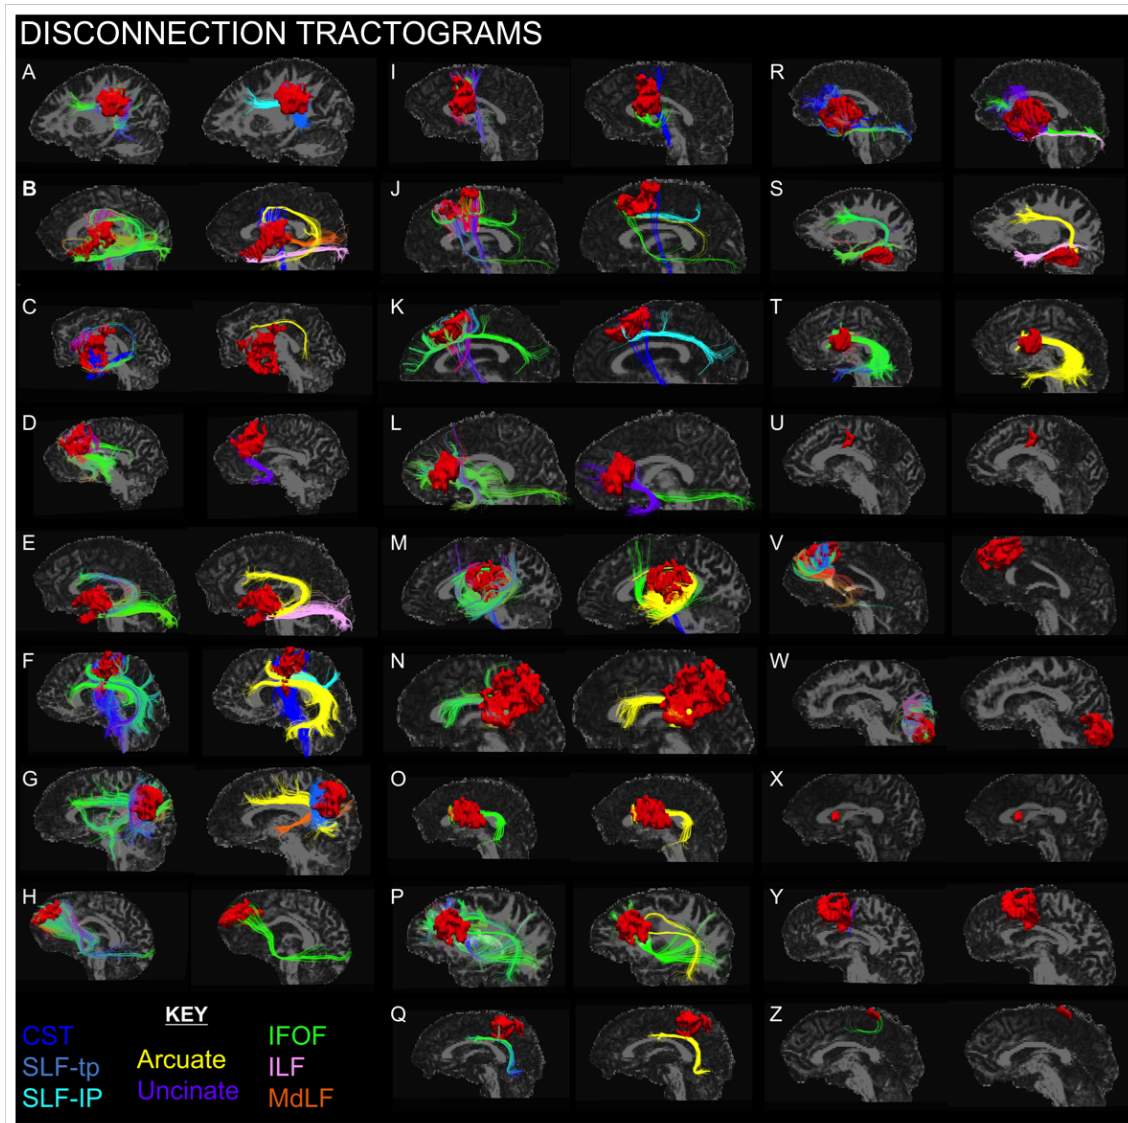 DISCONNECTION TRACTOGRAMS
A
I
R
B
J
S
C
K
T
D
L
U
E
M
V
F
N
W
G
O
X
H
P
Y
Q
Z
KEY
CST
SLF-tp
SLF-IP
Arcuate
Uncinate
IFOF
ILF
MdLF